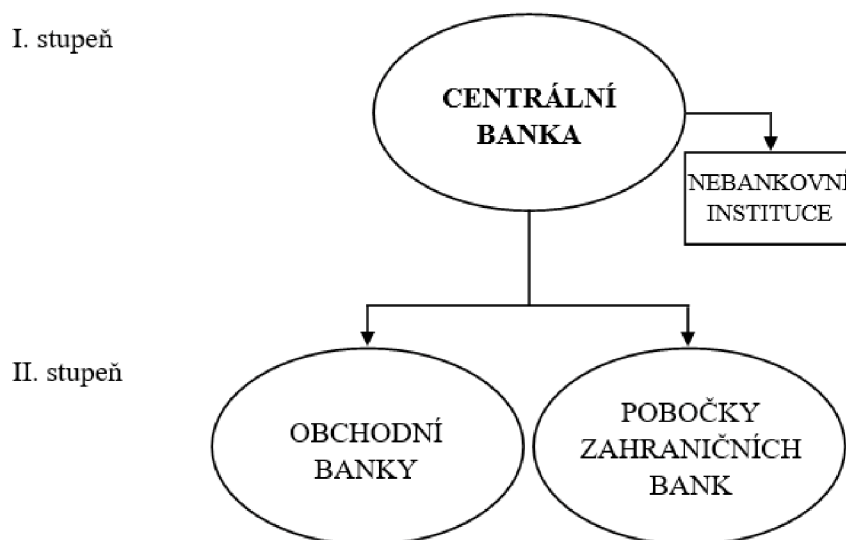 I. stupeň
CENTRÁLNÍ
BANKA
NEBANKOVNÍ
INSTITUCE
II. stupeň
OBCHODNÍ
BANKY
POBOČKY
ZAHRANIČNÍCH
BANK